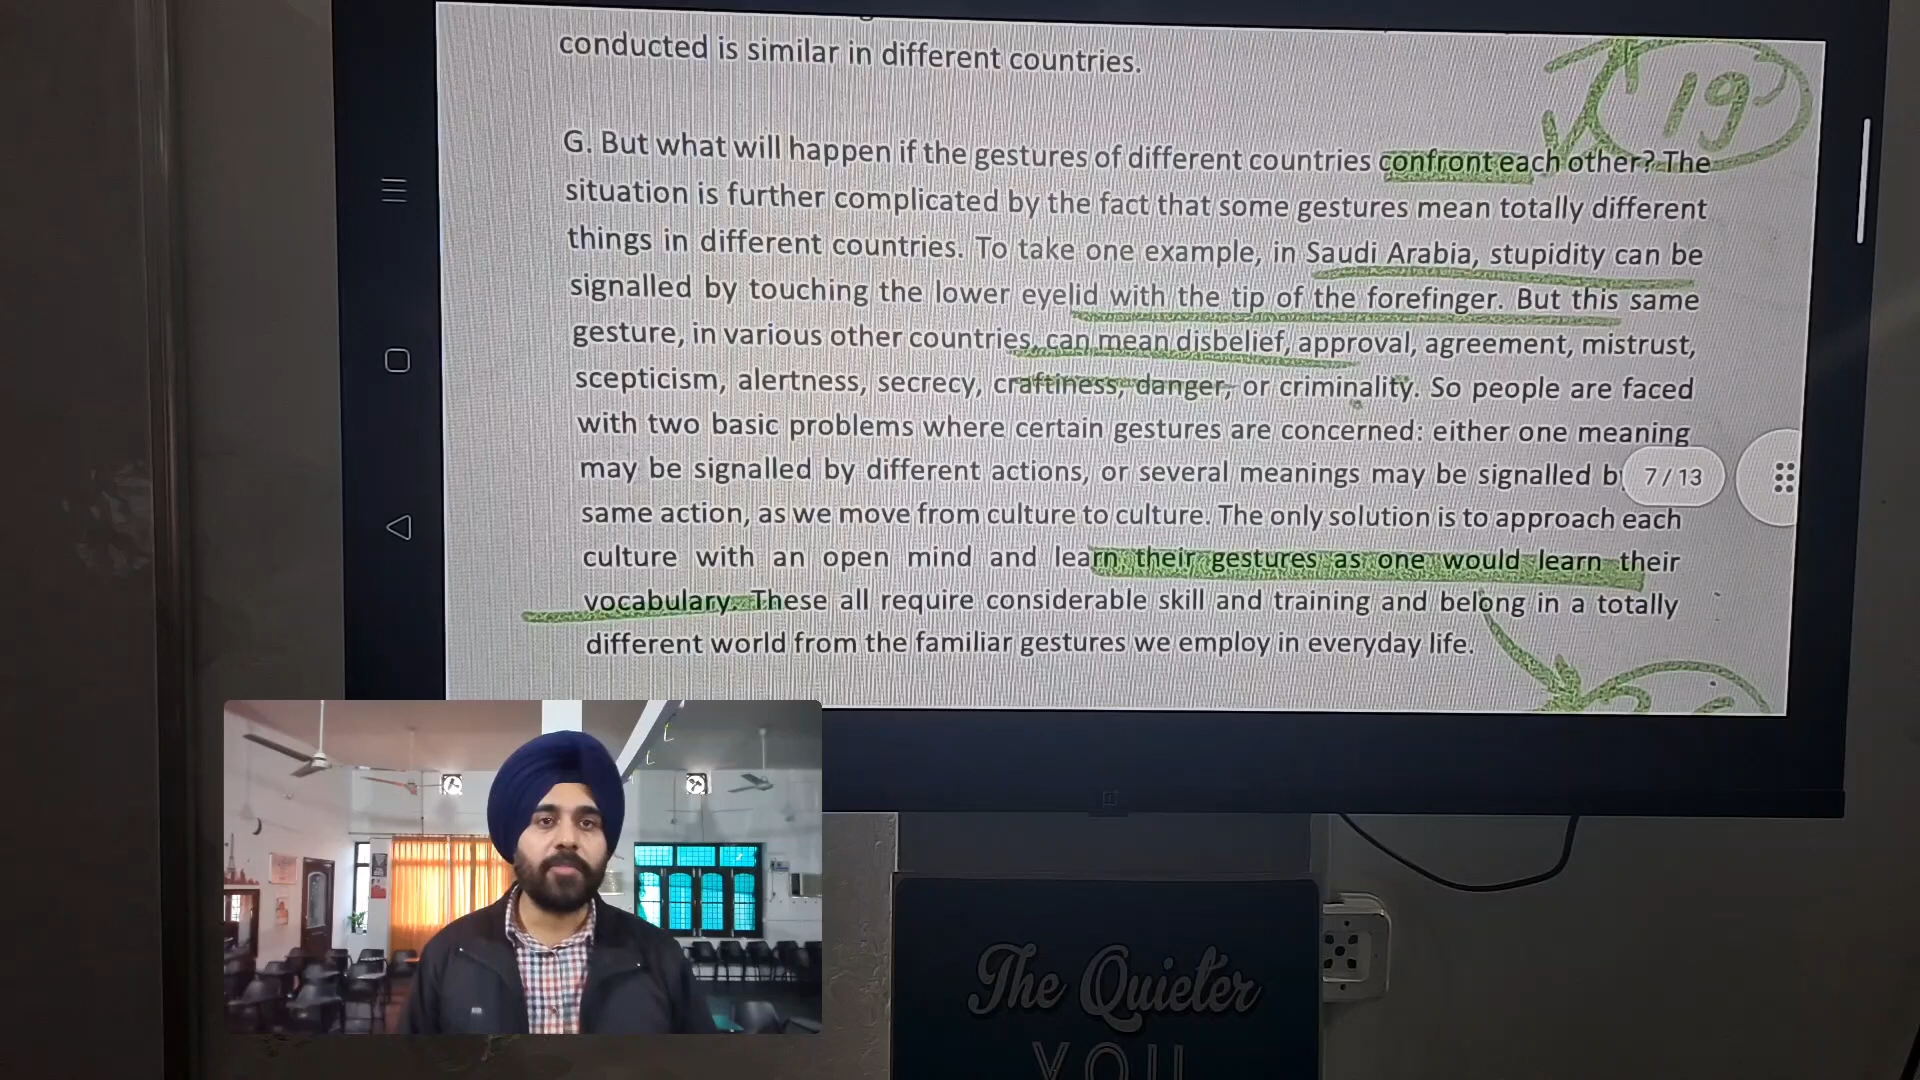 conducted is similar in different countries.
19
G. But what will happen if the gestures of different countries confront each other? The
situation is further complicated by the fact that some gestures mean totally different
things in different countries. To take one example, in Saudi Arabia, stupidity can be
signalled by touching the lower eyelid with the tip of the forefinger. But this same
gesture, in various other countries, can mean disbelief, approval, agreement, mistrust,
scepticism, alertness, secrecy, craftiness, danger, or criminality. So people are faced
with two basic problems where certain gestures are concerned: either one meaning
may be signalled by different actions, or several meanings may be signalled
7/13
same action, as we move from culture to culture. The only solution is to approach each
culture with an open mind and learn their gestures as one would learn their
vocabulary. These all require considerable skill and training and belong in a totally
different world from the familiar gestures we employ in everyday life.
The Quieter
YOU